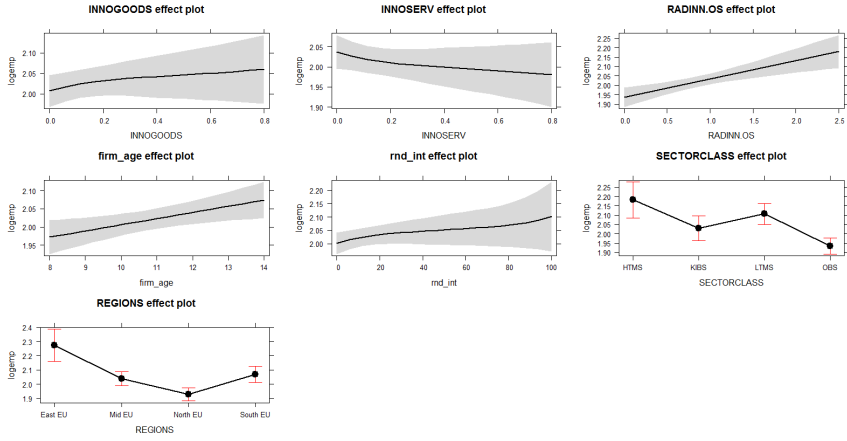 INNOGOODS effect plot
logemp
2.10
2.05
2.00
0.0 0.2 0.4 0.6 0.8
INNOGOODS
INNOSERV effect plot
logemp
2.05
2.00
1.95
1.90
0.0 0.2 0.4 0.6 0.8
INNOSERV
RADINN.OS effect plot
logemp
2.25
2.20
2.15
2.10
2.05
2.00
1.95
1.90
0.0 0.5 1.0 1.5 2.0 2.5
RADINN.OS
firm_age effect plot
logemp
2.10
2.05
2.00
1.95
8 9 10 11 12 13 14
firm_age
rnd_int effect plot
logemp
2.20
2.15
2.10
2.05
2.00
0 20 40 60 80 100
rnd_int
SECTORCLASS effect plot
logemp
2.25
2.20
2.15
2.10
2.05
2.00
1.95
1.90
HTMS KIBS LTMS OBS
SECTORCLASS
REGIONS effect plot
logemp
2.4
2.3
2.2
2.1
2.0
1.9
East EU Mid EU North EU South EU
REGIONS